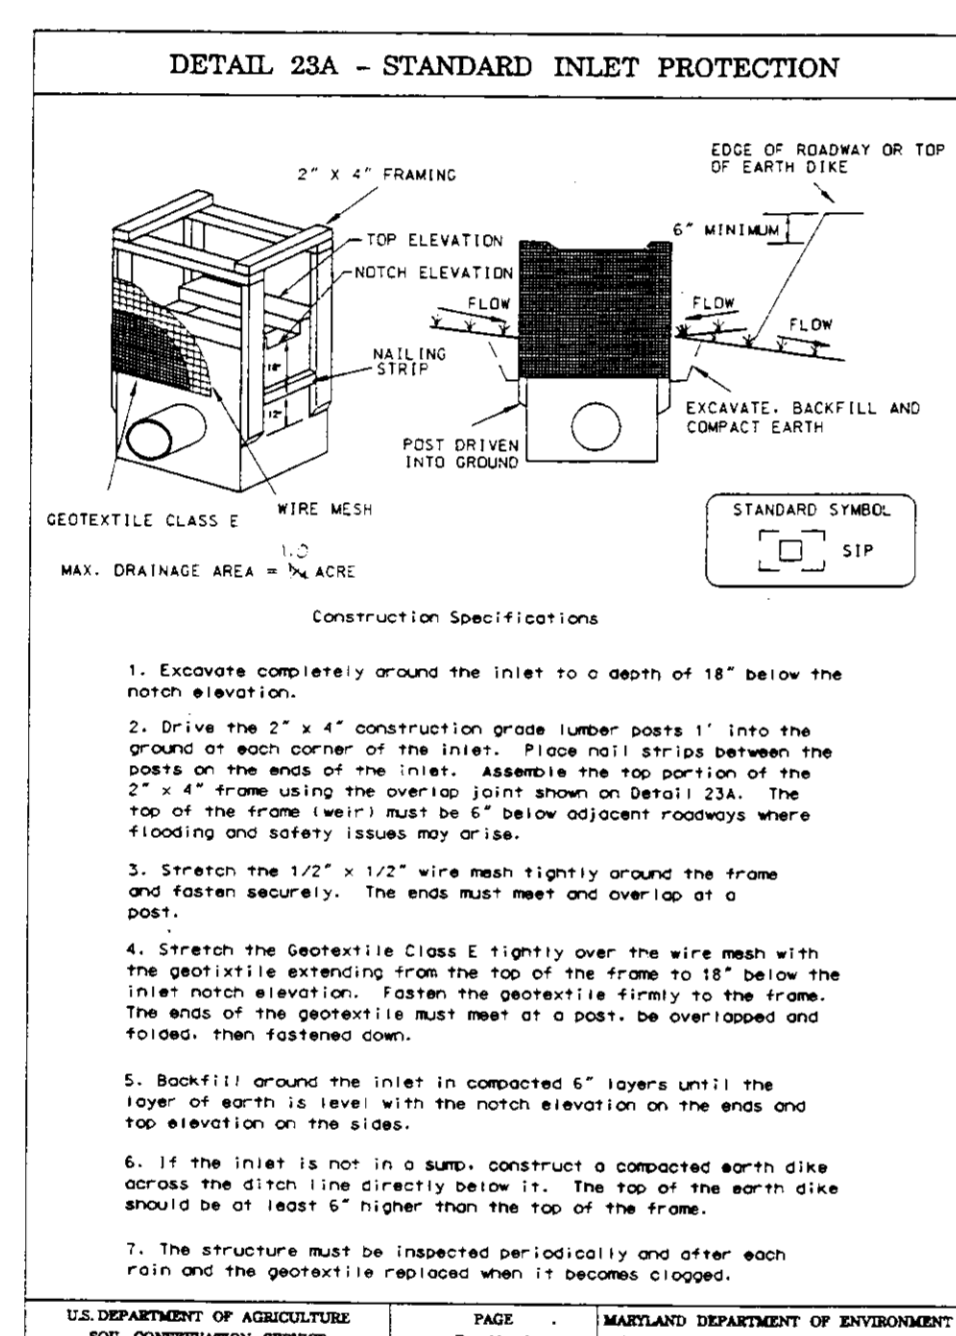 DETAIL 23A - STANDARD INLET PROTECTION
EDGE OF ROADWAY OR TOP
OF EARTH DIKE
2" X 4" FRAMING
6" MINIMUM
TOP ELEVATION
NOTCH ELEVATION
FLOW
FLOW
FLOW
NAILING
STRIP
18"
12"
EXCAVATE, BACKFILL AND
COMPACT EARTH
POST DRIVEN
INTO GROUND
WIRE MESH
GEOTEXTILE CLASS E
STANDARD SYMBOL
SIP
1.0
MAX. DRAINAGE AREA = ACRE
Construction Specifications
1. Excavate completely around the inlet to a depth of 18" below the
notch elevation.
2. Drive the 2" x 4" construction grade lumber posts 1' into the
ground at each corner of the inlet. Place nail strips between the
posts on the ends of the inlet. Assemble the top portion of the
2" x 4" frame using the overlap joint shown on Detail 23A. The
top of the frame (weir) must be 6" below adjacent roadways where
flooding and safety issues may arise.
3. Stretch the 1/2" x 1/2" wire mesh tightly around the frame
and fasten securely. The ends must meet and overlap at a
post.
4. Stretch the Geotextile Class E tightly over the wire mesh with
the geotixtile extending from the top of the frame to 18" below the
inlet notch elevation. Fasten the geotextile firmly to the frame.
The ends of the geotextile must meet at a post, be overlapped and
folded, then fastened down.
5. Backfill around the inlet in compacted 6" layers until the
layer of earth is level with the notch elevation on the ends and
top elevation on the sides.
6. If the inlet is not in a sump, construct a compacted earth dike
across the ditch line directly below it. The top of the earth dike
should be at least 6" higher than the top of the frame.
7. The structure must be inspected periodically and after each
rain and the geotextile replaced when it becomes clogged.
U.S. DEPARTMENT OF AGRICULTURE
PAGE
MARYLAND DEPARTMENT OF ENVIRONMENT